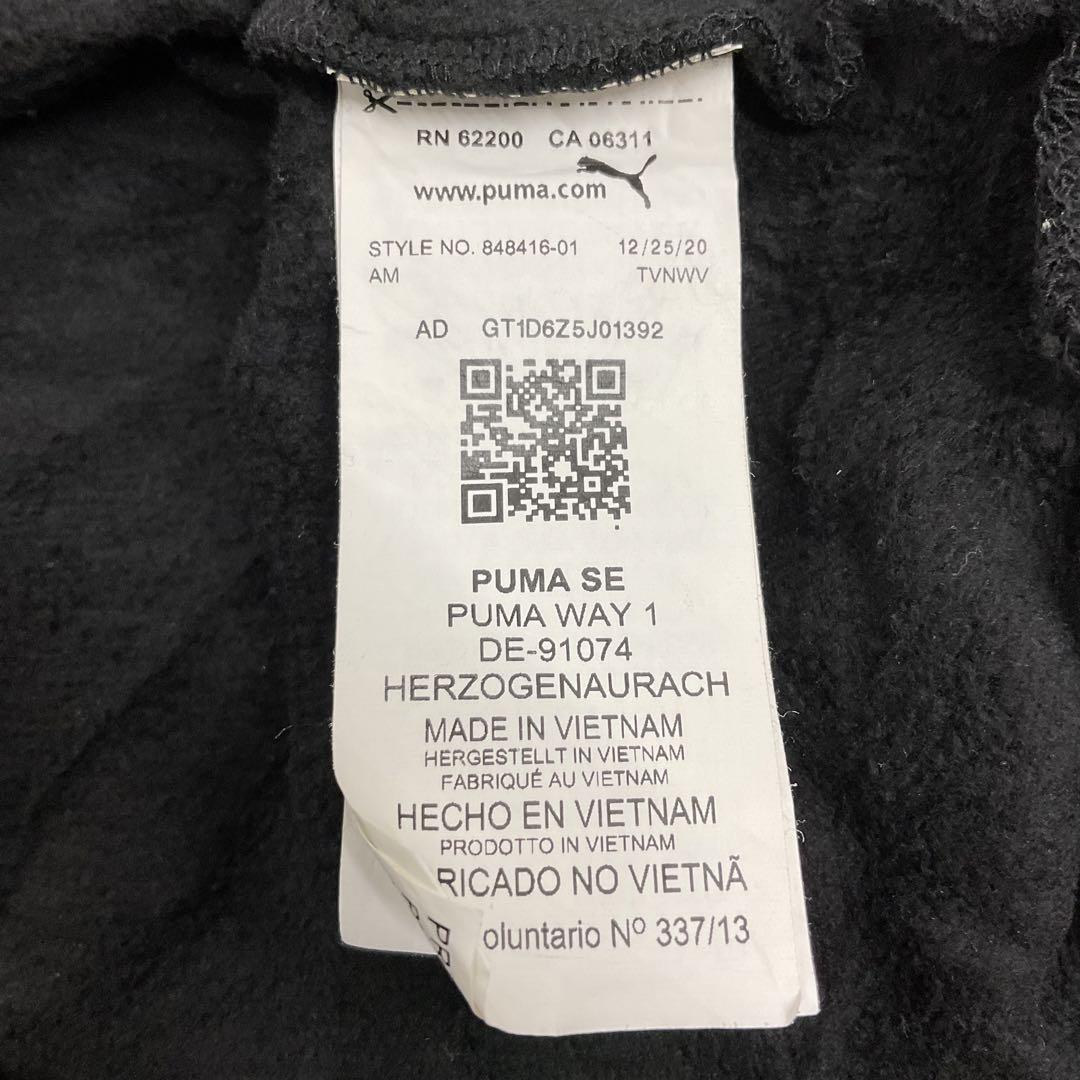 RN 62200 CA 06311
www.puma.com
STYLE NO. 848416-01 12/25/20
AM TVNWV
AD GT1D6Z5J01392
PUMA SE
PUMA WAY 1
DE-91074
HERZOGENAURACH
MADE IN VIETNAM
HERGESTELLT IN VIETNAM
FABRIQUÉ AU VIETNAM
HECHO EN VIETNAM
PRODOTTO IN VIETNAM
RICADO NO VIETNÃ
oluntario Nº 337/13